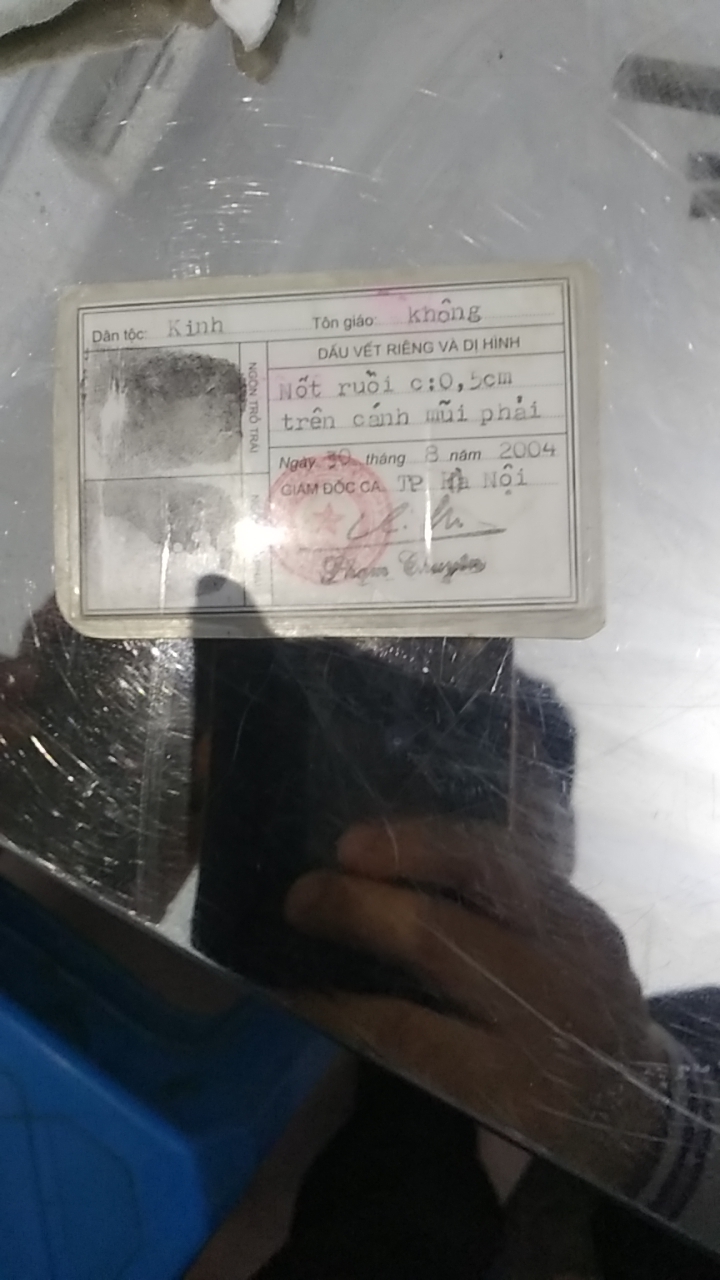 Dân tộc: Kinh Tôn giáo: không
NGÓN TRỎ TRÁI
DẤU VẾT RIÊNG VÀ DỊ HÌNH
Nốt ruồi c:0,5cm
trên cánh mũi phải
Ngày 30 tháng 8 năm 2004
GIÁM ĐỐC CA. TP Hà Nội
Phạm Chuyên